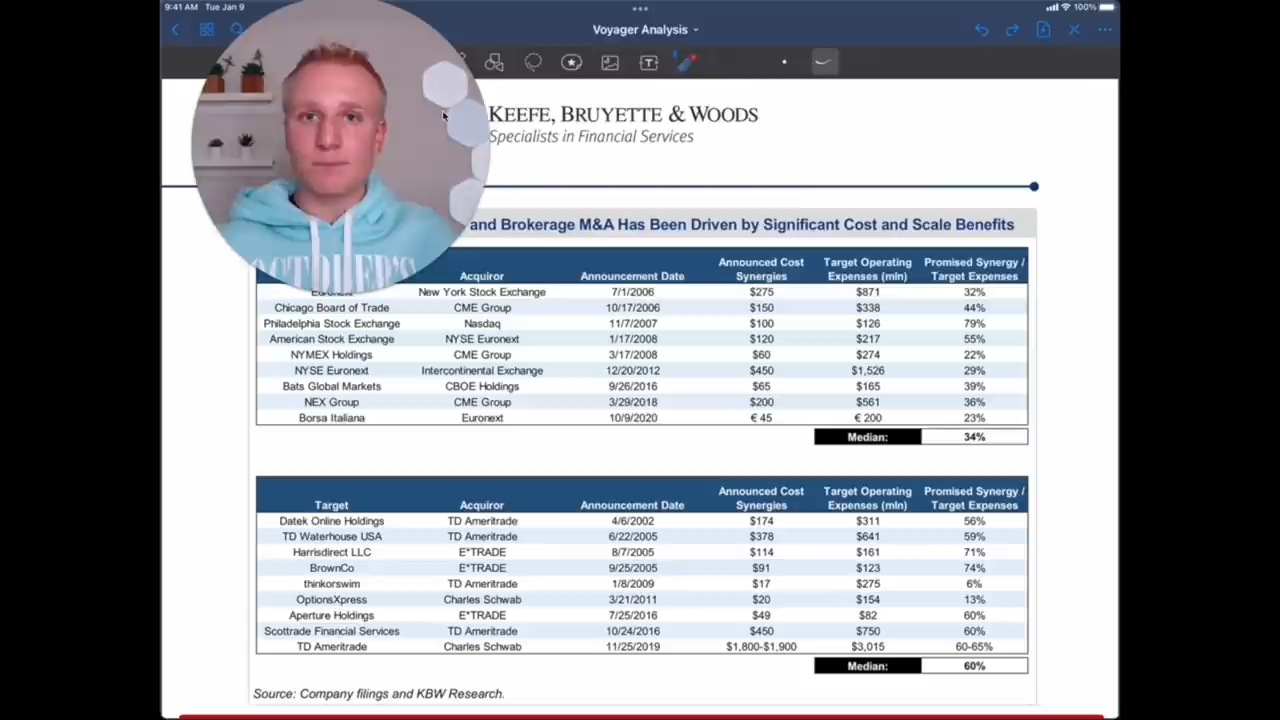 9:41 AM Tue Jan 9
100%
Voyager Analysis
KEEFE, BRUYETTE & WOODS
Specialists in Financial Services
and Brokerage M&A Has Been Driven by Significant Cost and Scale Benefits
Acquiror Announcement Date Announced Cost Synergies Target Operating Expenses (mln) Promised Synergy / Target Expenses
New York Stock Exchange 7/1/2006 $275 $871 32%
Chicago Board of Trade CME Group 10/17/2006 $150 $338 44%
Philadelphia Stock Exchange Nasdaq 11/7/2007 $100 $126 79%
American Stock Exchange NYSE Euronext 1/17/2008 $120 $217 55%
NYMEX Holdings CME Group 3/17/2008 $60 $274 22%
NYSE Euronext Intercontinental Exchange 12/20/2012 $450 $1,526 29%
Bats Global Markets CBOE Holdings 9/26/2016 $65 $165 39%
NEX Group CME Group 3/29/2018 $200 $561 36%
Borsa Italiana Euronext 10/9/2020 € 45 € 200 23%
Median: 34%
Target Acquiror Announcement Date Announced Cost Synergies Target Operating Expenses (mln) Promised Synergy / Target Expenses
Datek Online Holdings TD Ameritrade 4/6/2002 $174 $311 56%
TD Waterhouse USA TD Ameritrade 6/22/2005 $378 $641 59%
Harrisdirect LLC E*TRADE 8/7/2005 $114 $161 71%
BrownCo E*TRADE 9/25/2005 $91 $123 74%
thinkorswim TD Ameritrade 1/8/2009 $17 $275 6%
OptionsXpress Charles Schwab 3/21/2011 $20 $154 13%
Aperture Holdings E*TRADE 7/25/2016 $49 $82 60%
Scottrade Financial Services TD Ameritrade 10/24/2016 $450 $750 60%
TD Ameritrade Charles Schwab 11/25/2019 $1,800-$1,900 $3,015 60-65%
Median: 60%
Source: Company filings and KBW Research.